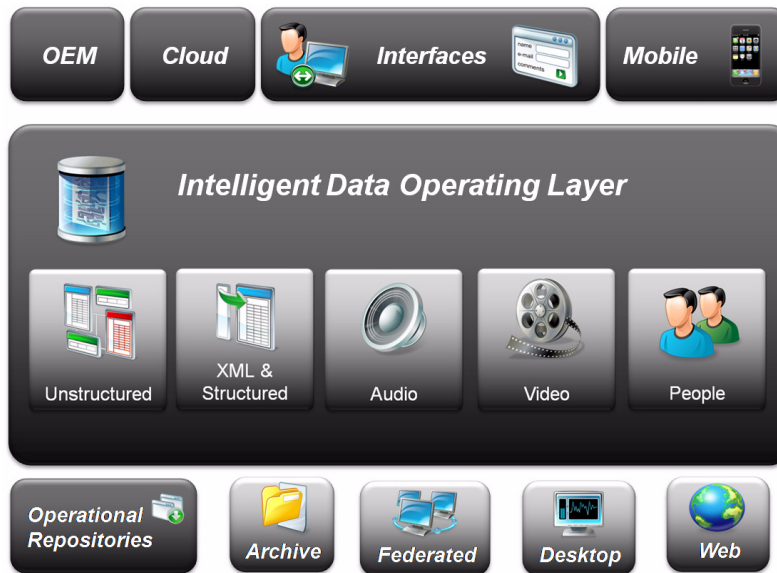 OEM
Cloud
Interfaces
name
e-mail
comments
Mobile
Intelligent Data Operating Layer
Unstructured
XML &
Structured
Audio
Video
People
Operational
Repositories
Archive
Federated
Desktop
Web